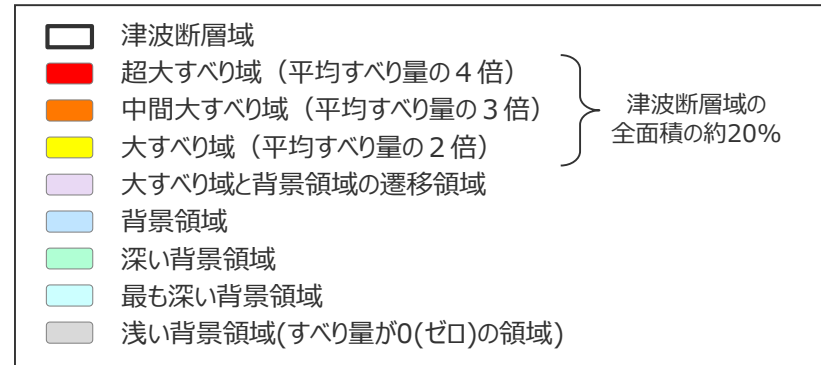 津波断層域
超大すべり域（平均すべり量の４倍）
中間大すべり域（平均すべり量の３倍）
大すべり域（平均すべり量の２倍）
津波断層域の
全面積の約20%
大すべり域と背景領域の遷移領域
背景領域
深い背景領域
最も深い背景領域
浅い背景領域(すべり量が0(ゼロ)の領域)